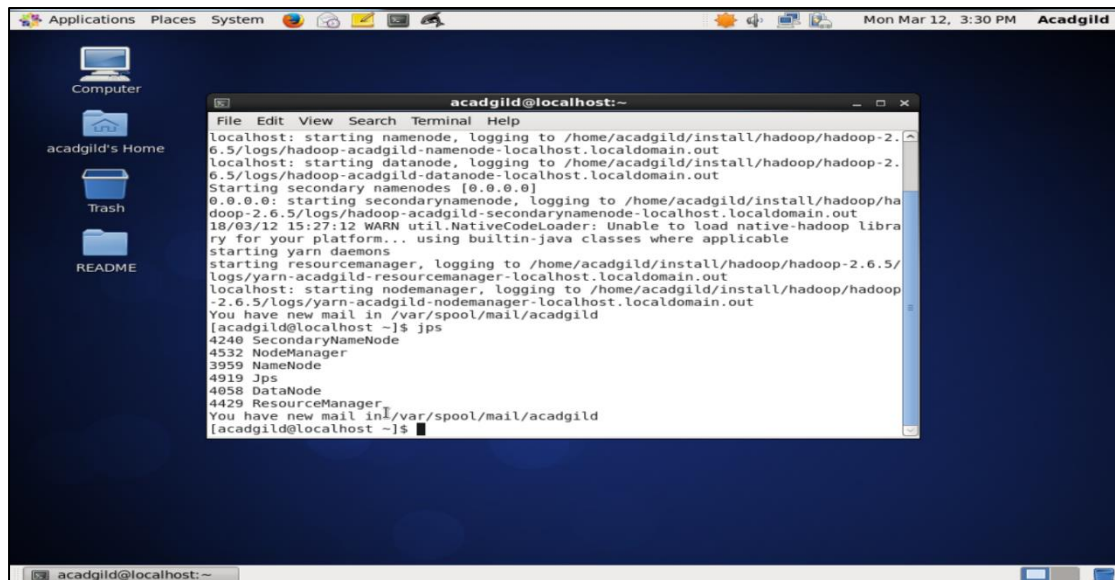 Applications Places System
Mon Mar 12, 3:30 PM Acadgild
Computer
acadgild's Home
Trash
README
acadgild@localhost:~
File Edit View Search Terminal Help
localhost: starting namenode, logging to /home/acadgild/install/hadoop/hadoop-2.
6.5/logs/hadoop-acadgild-namenode-localhost.localdomain.out
localhost: starting datanode, logging to /home/acadgild/install/hadoop/hadoop-2.
6.5/logs/hadoop-acadgild-datanode-localhost.localdomain.out
Starting secondary namenodes [0.0.0.0]
0.0.0.0: starting secondarynamenode, logging to /home/acadgild/install/hadoop/ha
doop-2.6.5/logs/hadoop-acadgild-secondarynamenode-localhost.localdomain.out
18/03/12 15:27:12 WARN util.NativeCodeLoader: Unable to load native-hadoop libra
ry for your platform... using builtin-java classes where applicable
starting yarn daemons
starting resourcemanager, logging to /home/acadgild/install/hadoop/hadoop-2.6.5/
logs/yarn-acadgild-resourcemanager-localhost.localdomain.out
localhost: starting nodemanager, logging to /home/acadgild/install/hadoop/hadoop
-2.6.5/logs/yarn-acadgild-nodemanager-localhost.localdomain.out
You have new mail in /var/spool/mail/acadgild
[acadgild@localhost ~]$ jps
4240 SecondaryNameNode
4532 NodeManager
3959 NameNode
4919 Jps
4058 DataNode
4429 ResourceManager
You have new mail in /var/spool/mail/acadgild
[acadgild@localhost ~]$
acadgild@localhost:~